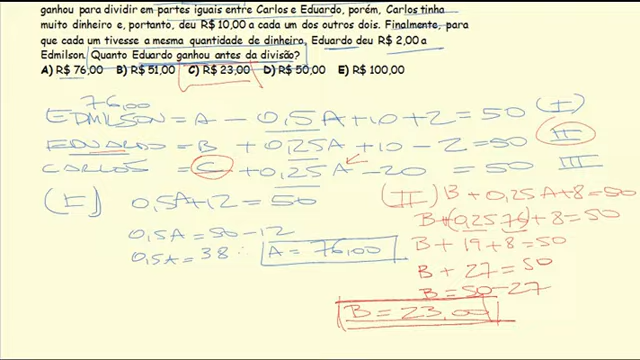 ganhou para dividir em partes iguais entre Carlos e Eduardo, porém, Carlos tinha
muito dinheiro e, portanto, deu R$ 10,00 a cada um dos outros dois. Finalmente, para
que cada um tivesse a mesma quantidade de dinheiro, Eduardo deu R$ 2,00 a
Edmilson. Quanto Eduardo ganhou antes da divisão?
A) R$ 76,00 B) R$ 51,00 C) R$ 23,00 D) R$ 50,00 E) R$ 100,00
76,00
EDMILSON = A - 0,5A + 10 + 2 = 50 (I)
EDUARDO = B + 0,25A + 10 - 2 = 50 II
CARLOS = C + 0,25A - 20 = 50 III
(I) 0,5A + 12 = 50
0,5A = 50 - 12
0,5A = 38 ∴ A = 76,00
(II) B + 0,25A + 8 = 50
B + (0,25.76) + 8 = 50
B + 19 + 8 = 50
B + 27 = 50
B = 50 - 27
B = 23,00